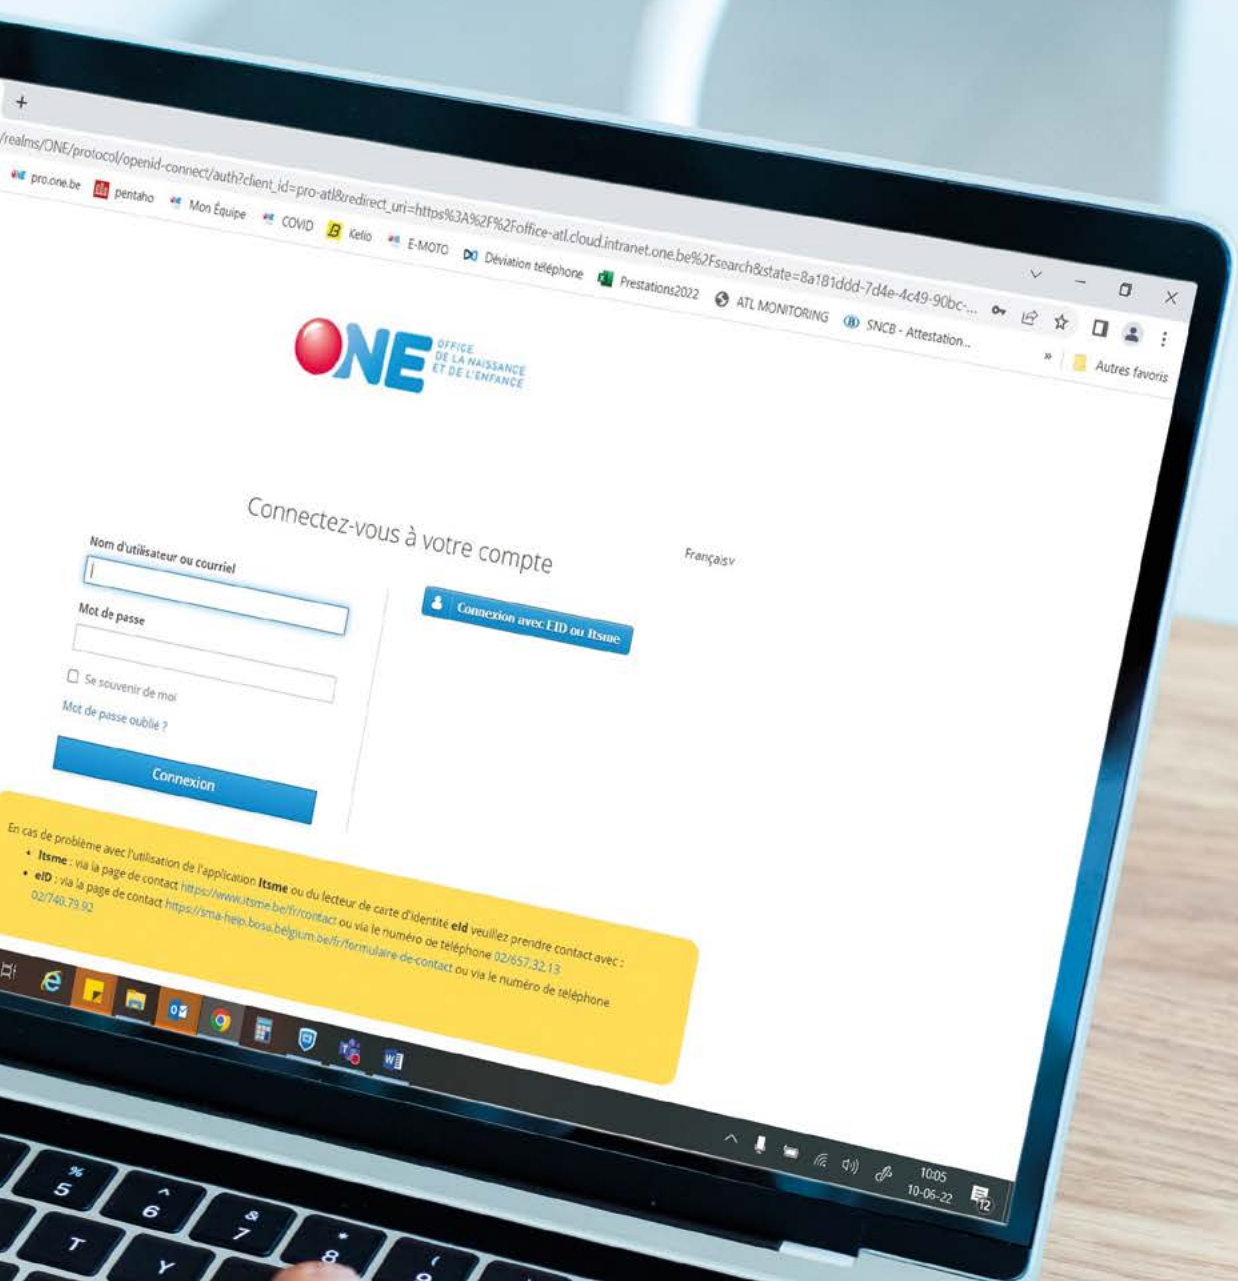 +
/realms/ONE/protocol/openid-connect/auth?client_id=pro-atl&redirect_uri=https%3A%2F%2Foffice-atl.cloud.intranet.one.be%2Fsearch&state=8a181ddd-7d4e-4c49-90bc-...
pro.one.be pentaho Mon Équipe COVID Kelio E-MOTO Déviation téléphone Prestations2022 ATL MONITORING SNCB - Attestation... » Autres favoris
ONE OFFICE
DE LA NAISSANCE
ET DE L'ENFANCE
Connectez-vous à votre compte
Français
Nom d'utilisateur ou courriel
Connexion avec EID ou Itsme
Mot de passe
Se souvenir de moi
Mot de passe oublié ?
Connexion
En cas de problème avec l'utilisation de l'application Itsme ou du lecteur de carte d'identité eId veuillez prendre contact avec :
• Itsme : via la page de contact https://www.itsme.be/fr/contact ou via le numéro de téléphone 02/657.32.13
• eID : via la page de contact https://sma-help.bosa.belgium.be/fr/formulaire-de-contact ou via le numéro de téléphone
02/740.79.92
10:05
10-06-22
12
% ^ & * (
5 6 7 8 9
T Y